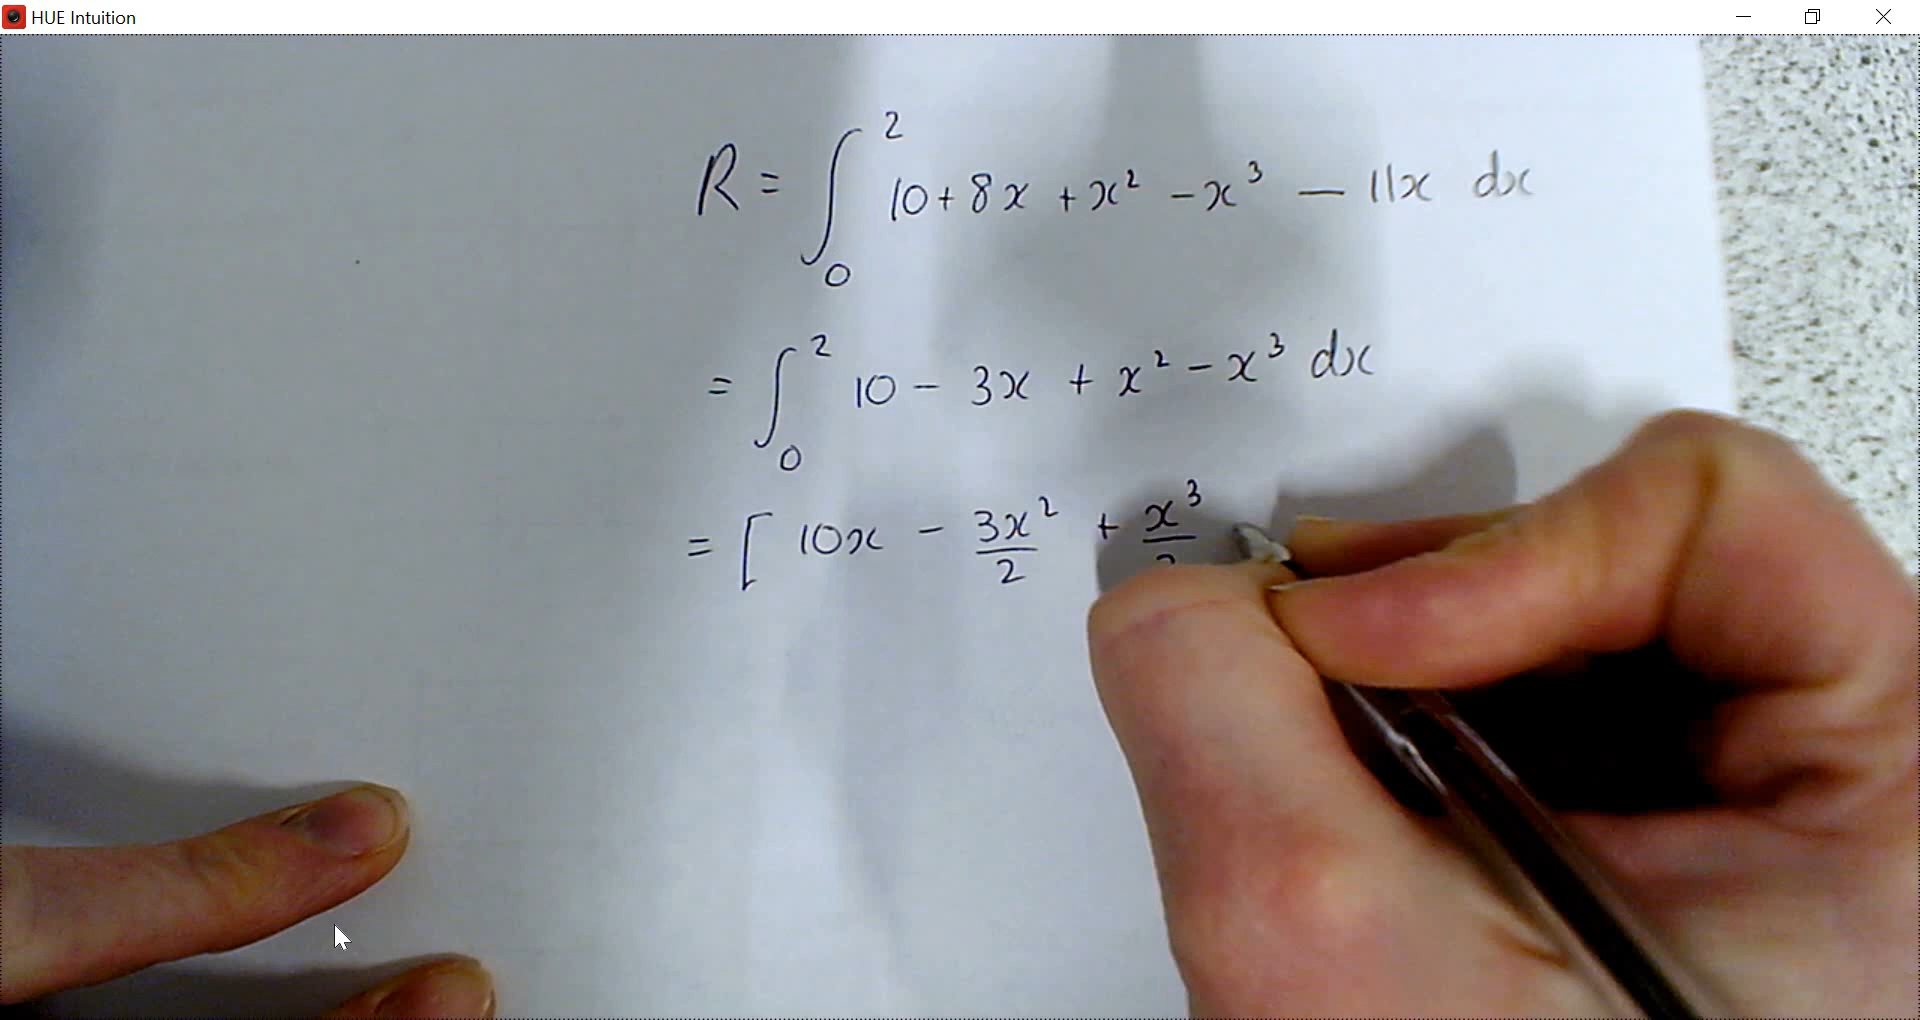 HUE Intuition
R = ∫₀² 10 + 8x + x² - x³ - 11x dx
= ∫₀² 10 - 3x + x² - x³ dx
= [ 10x - 3x²/2 + x³/